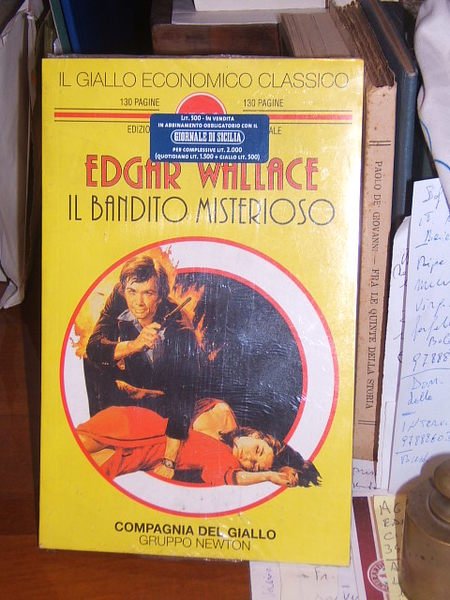 IL GIALLO ECONOMICO CLASSICO
130 PAGINE 130 PAGINE
LIT. 500 - IN VENDITA
IN ABBINAMENTO OBBLIGATORIO CON IL
GIORNALE DI SICILIA
PER COMPLESSIVE LIT. 2.000
(QUOTIDIANO LIT. 1.500 + GIALLO LIT. 500)
EDGAR WALLACE
IL BANDITO MISTERIOSO
COMPAGNIA DEL GIALLO
GRUPPO NEWTON
PAOLO DE GIOVANNI - FRA LE QUINTE DELLA STORIA